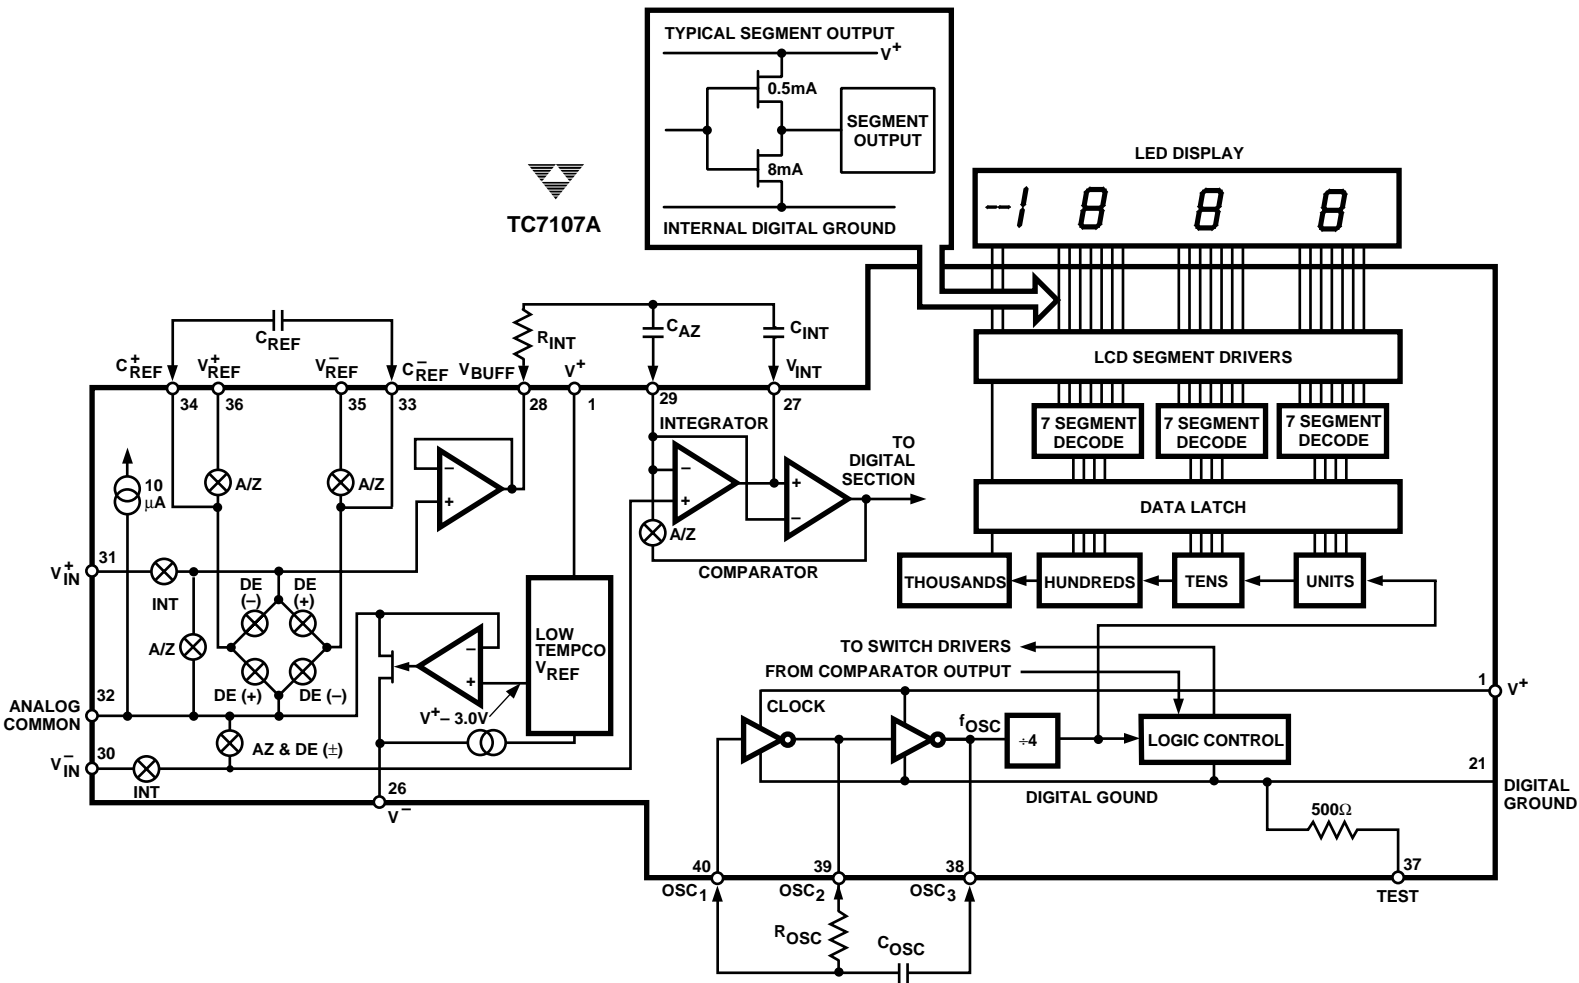 TYPICAL SEGMENT OUTPUT
V+
0.5mA
SEGMENT
OUTPUT
8mA
INTERNAL DIGITAL GROUND
TC7107A
LED DISPLAY
-1 8 8 8
LCD SEGMENT DRIVERS
7 SEGMENT
DECODE
7 SEGMENT
DECODE
7 SEGMENT
DECODE
DATA LATCH
THOUSANDS
HUNDREDS
TENS
UNITS
CREF
RINT
CAZ
CINT
C+REF
V+REF
V–REF
C–REF
VBUFF
V+
VINT
34
36
35
33
28
1
29
27
INTEGRATOR
TO
DIGITAL
SECTION
10
µA
A/Z
A/Z
–
+
–
+
+
–
A/Z
COMPARATOR
31
V+IN
INT
DE
(–)
DE
(+)
A/Z
DE (+)
DE (–)
32
ANALOG
COMMON
AZ & DE (±)
30
V–IN
INT
–
+
LOW
TEMPCO
VREF
V+ – 3.0V
26
V–
TO SWITCH DRIVERS
FROM COMPARATOR OUTPUT
1
V+
CLOCK
fOSC
÷4
LOGIC CONTROL
21
DIGITAL GOUND
DIGITAL
GROUND
500Ω
40
39
38
37
OSC1
OSC2
OSC3
TEST
ROSC
COSC